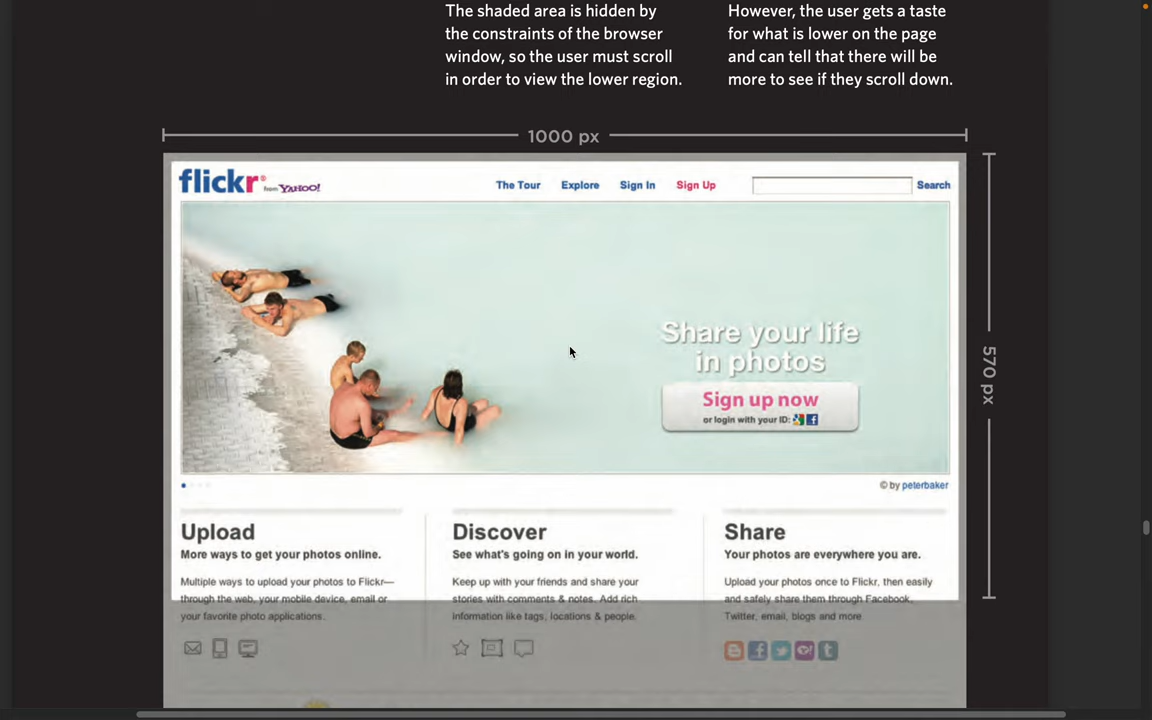 The shaded area is hidden by
the constraints of the browser
window, so the user must scroll
in order to view the lower region.
However, the user gets a taste
for what is lower on the page
and can tell that there will be
more to see if they scroll down.
1000 px
flickr® from YAHOO!
The Tour Explore Sign In Sign Up Search
Share your life
in photos
Sign up now
or login with your ID:
570 px
© by peterbaker
Upload
More ways to get your photos online.
Multiple ways to upload your photos to Flickr—
through the web, your mobile device, email or
your favorite photo applications.
Discover
See what's going on in your world.
Keep up with your friends and share your
stories with comments & notes. Add rich
information like tags, locations & people.
Share
Your photos are everywhere you are.
Upload your photos once to Flickr, then easily
and safely share them through Facebook,
Twitter, email, blogs and more